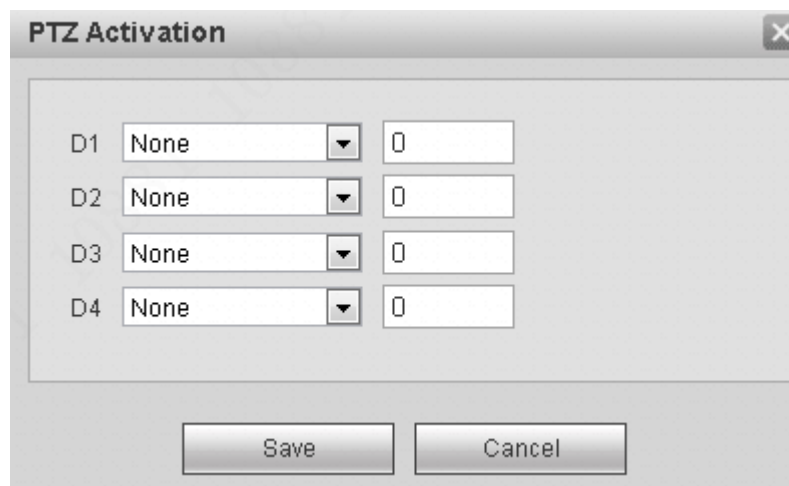 PTZ Activation
D1 None 0
D2 None 0
D3 None 0
D4 None 0
Save Cancel